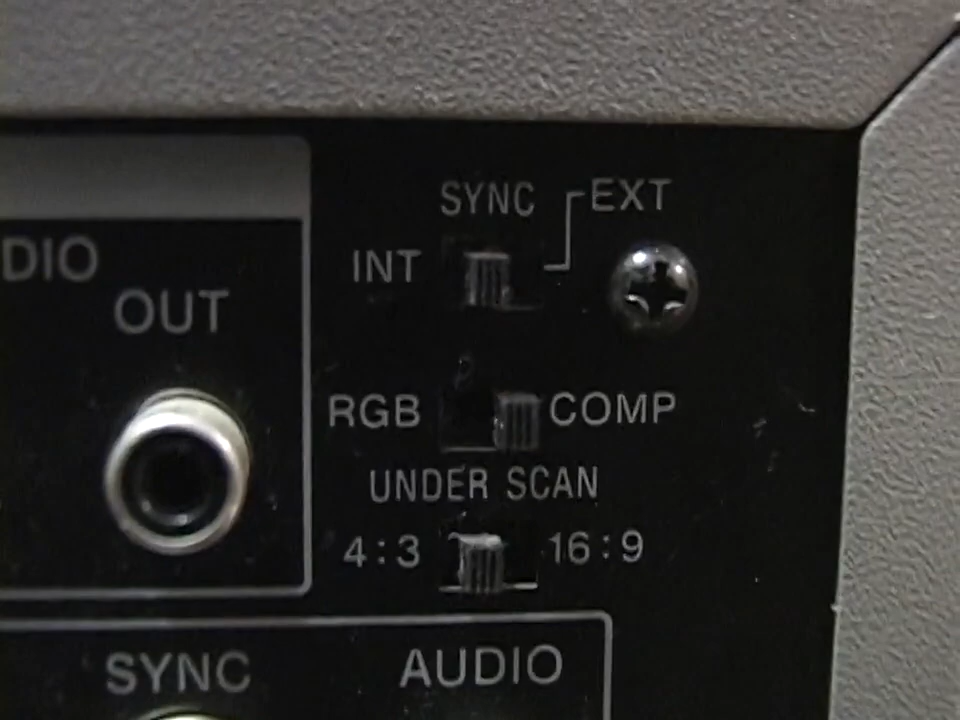 SYNC EXT
INT
DIO
OUT
RGB COMP
UNDER SCAN
4:3 16:9
SYNC AUDIO